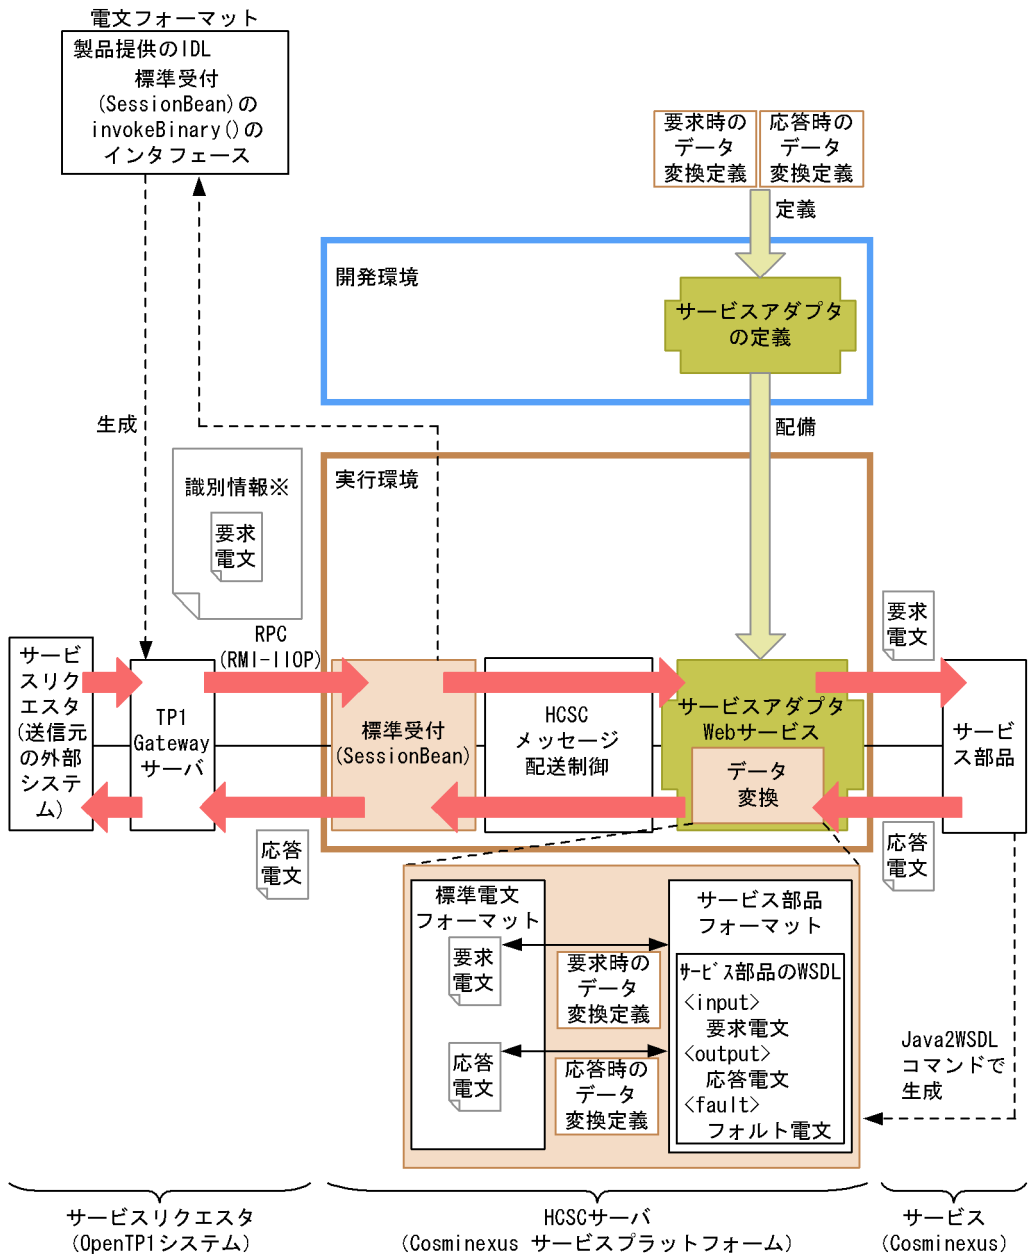 電文フォーマット
製品提供のIDL
標準受付
(SessionBean)の
invokeBinary()の
インタフェース
要求時の
データ
変換定義
応答時の
データ
変換定義
定義
開発環境
サービスアダプタ
の定義
生成
配備
識別情報※
要求
電文
実行環境
RPC
(RMI-IIOP)
要求
電文
サービ
スリク
エスタ
(送信元
の外部
システ
ム)
TP1
Gateway
サーバ
標準受付
(SessionBean)
HCSC
メッセージ
配送制御
サービスアダプタ
Webサービス
データ
変換
サービ
ス部品
応答
電文
応答
電文
標準電文
フォーマット
要求
電文
応答
電文
要求時の
データ
変換定義
応答時の
データ
変換定義
サービス部品
フォーマット
サービス部品のWSDL
<input>
要求電文
<output>
応答電文
<fault>
フォルト電文
Java2WSDL
コマンドで
生成
サービスリクエスタ
(OpenTP1システム)
HCSCサーバ
(Cosminexus サービスプラットフォーム)
サービス
(Cosminexus)